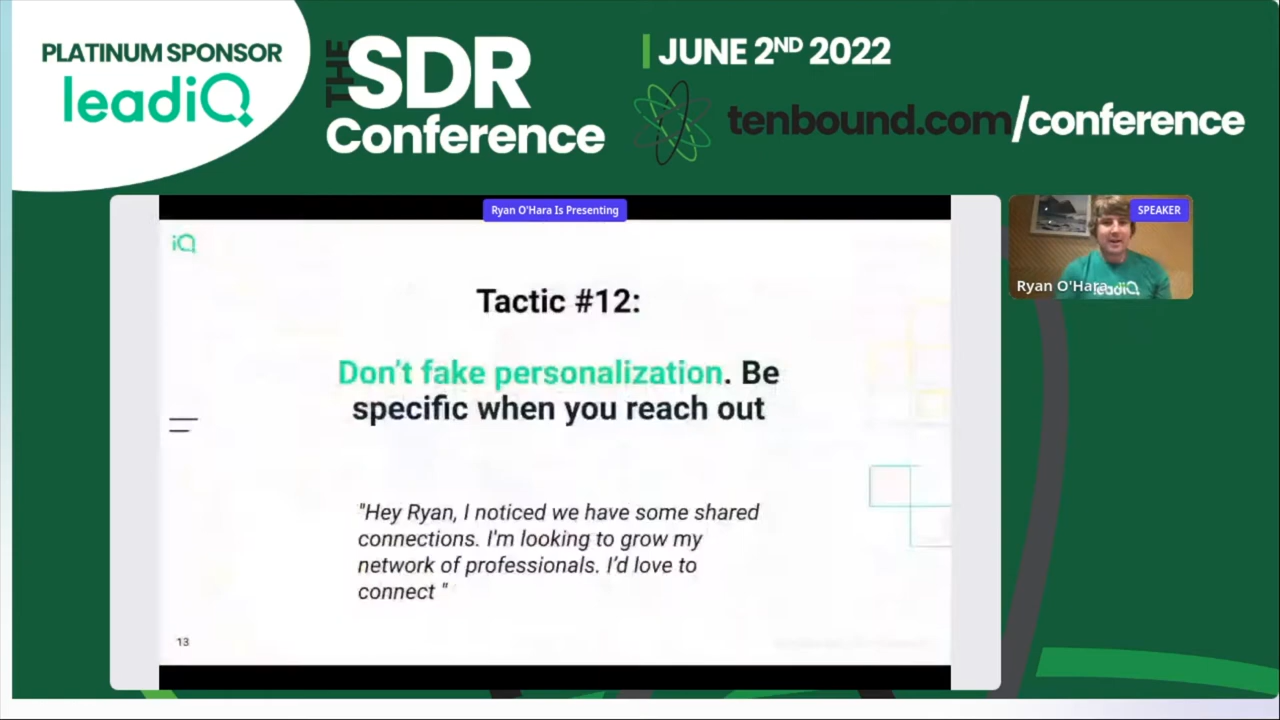 PLATINUM SPONSOR
leadiQ
THE
SDR
Conference
JUNE 2ND 2022
tenbound.com/conference
Ryan O'Hara Is Presenting
SPEAKER
Ryan O'Hara
leadiQ
iQ
Tactic #12:
Don't fake personalization. Be
specific when you reach out
"Hey Ryan, I noticed we have some shared
connections. I'm looking to grow my
network of professionals. I'd love to
connect "
13